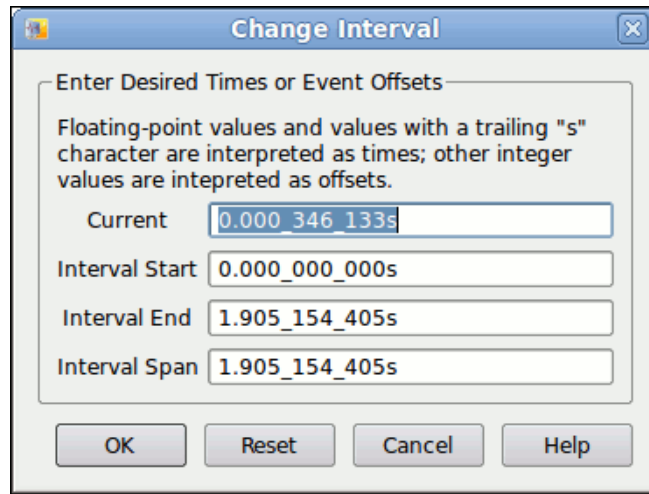 Change Interval
Enter Desired Times or Event Offsets
Floating-point values and values with a trailing "s"
character are interpreted as times; other integer
values are intepreted as offsets.
Current 0.000_346_133s
Interval Start 0.000_000_000s
Interval End 1.905_154_405s
Interval Span 1.905_154_405s
OK Reset Cancel Help